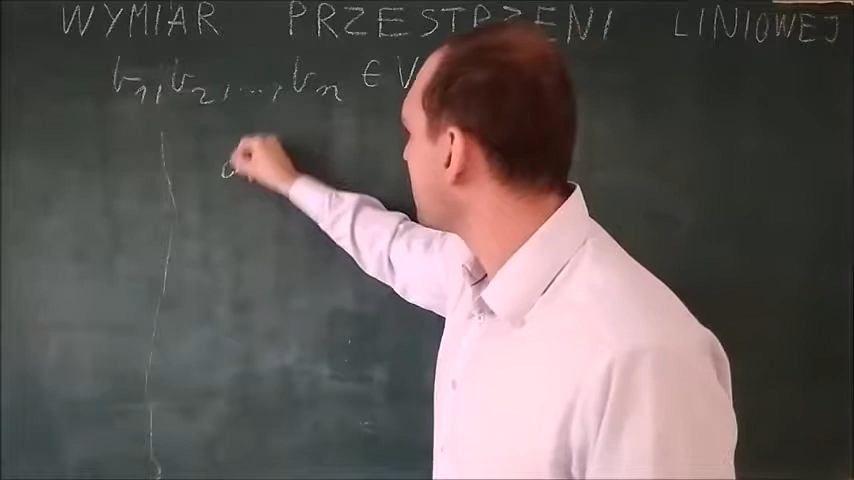 WYMIAR PRZESTRZENI LINIOWEJ
v₁, v₂, ..., vₙ ∈ V